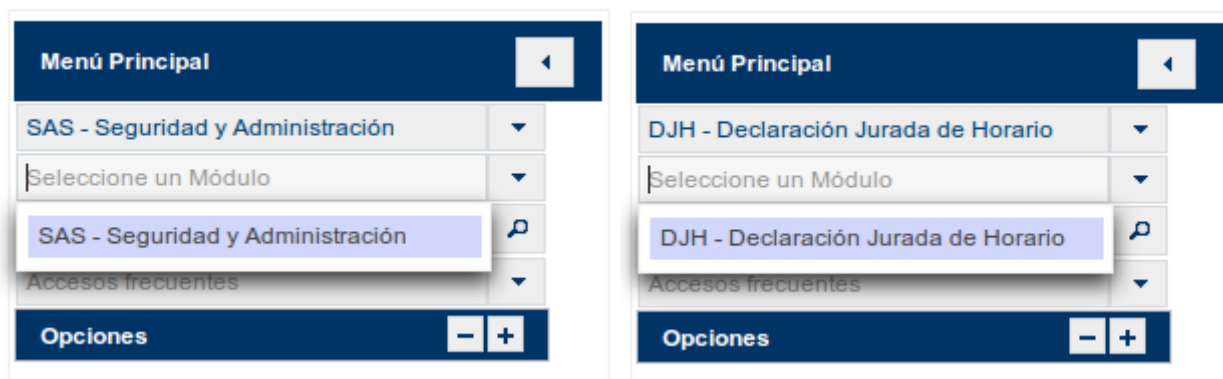 Menú Principal
SAS - Seguridad y Administración
Seleccione un Módulo
SAS - Seguridad y Administración
Accesos frecuentes
Opciones
Menú Principal
DJH - Declaración Jurada de Horario
Seleccione un Módulo
DJH - Declaración Jurada de Horario
Accesos frecuentes
Opciones